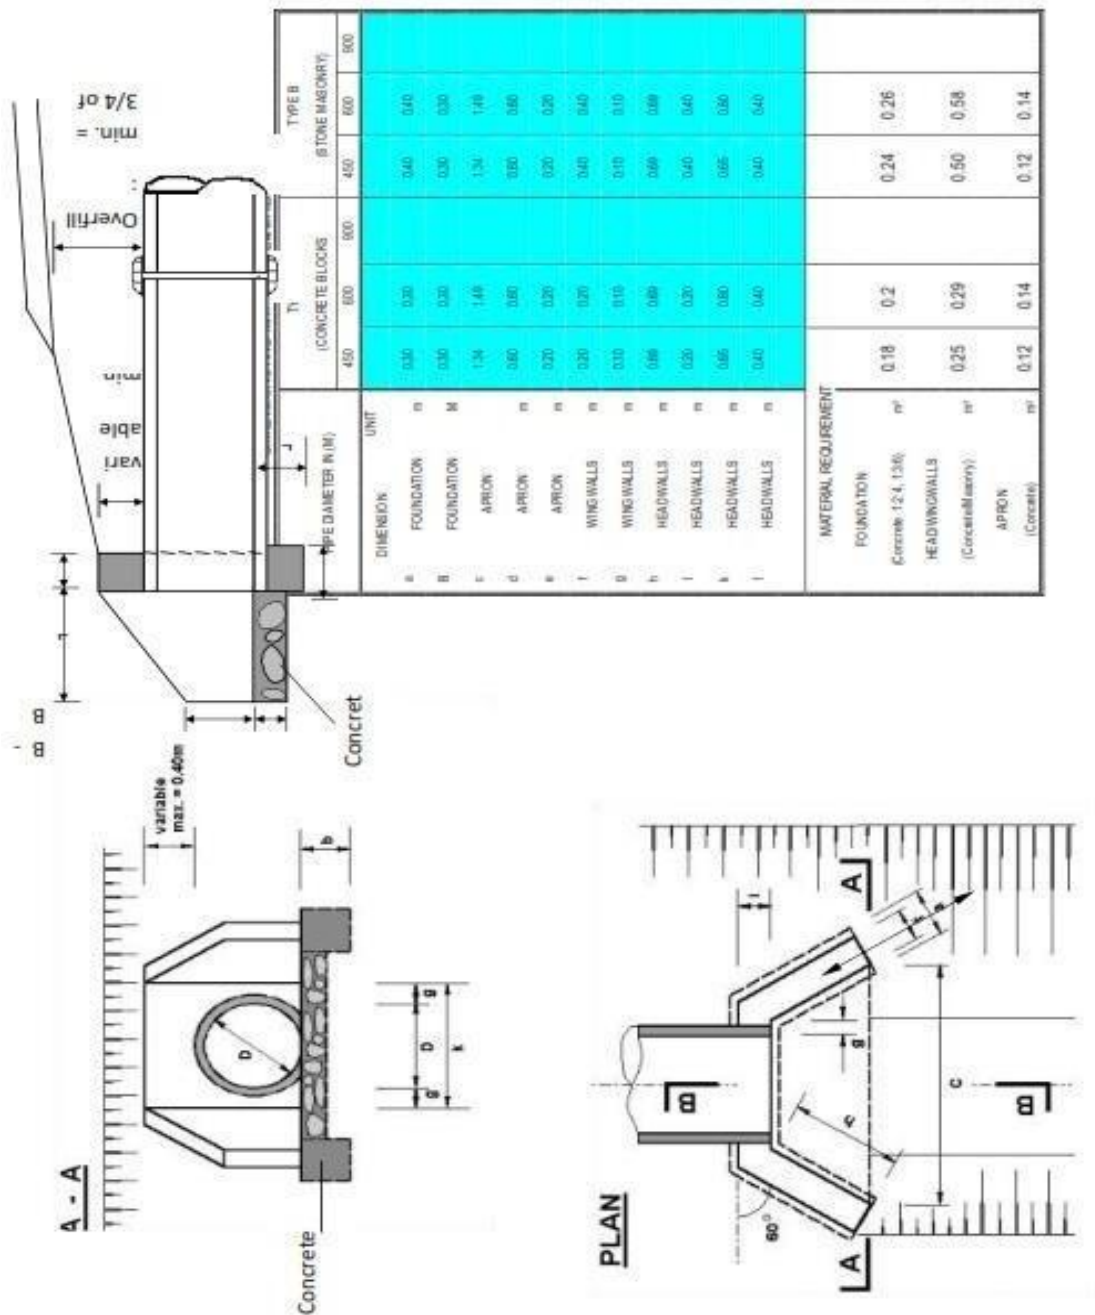 A - A
variable
max. = 0.40m
D
b
g D g
k
Concrete
B
B
Concret
vari
able
min
Overfill
:
min. =
3/4 of
PLAN
60°
A
A
B
B
C
g
PIPE DIAMETER IN (M) (CONCRETE BLOCKS TYPE B (STONE MASONRY)
450 600 900 450 600 900
DIMENSION UNIT
a FOUNDATION m 0.30 0.30 0.40 0.40
B FOUNDATION M 0.30 0.30 0.30 0.30
c APRON 1.34 1.49 1.34 1.49
d APRON m 0.60 0.60 0.60 0.60
e APRON m 0.20 0.20 0.20 0.20
f WINGWALLS m 0.20 0.20 0.40 0.40
g WINGWALLS m 0.10 0.10 0.10 0.10
h HEADWALLS m 0.69 0.69 0.69 0.69
HEADWALLS m 0.20 0.20 0.40 0.40
k HEADWALLS m 0.65 0.80 0.65 0.80
HEADWALLS m 0.40 0.40 0.40 0.40
MATERIAL REQUIREMENT
FOUNDATION
(Concrete 1:2:4, 1:3:6) m³ 0.18 0.2 0.24 0.26
HEAD/WINGWALLS
(Concrete/Masonry) m³ 0.25 0.29 0.50 0.58
APRON
(Concrete) m³ 0.12 0.14 0.12 0.14